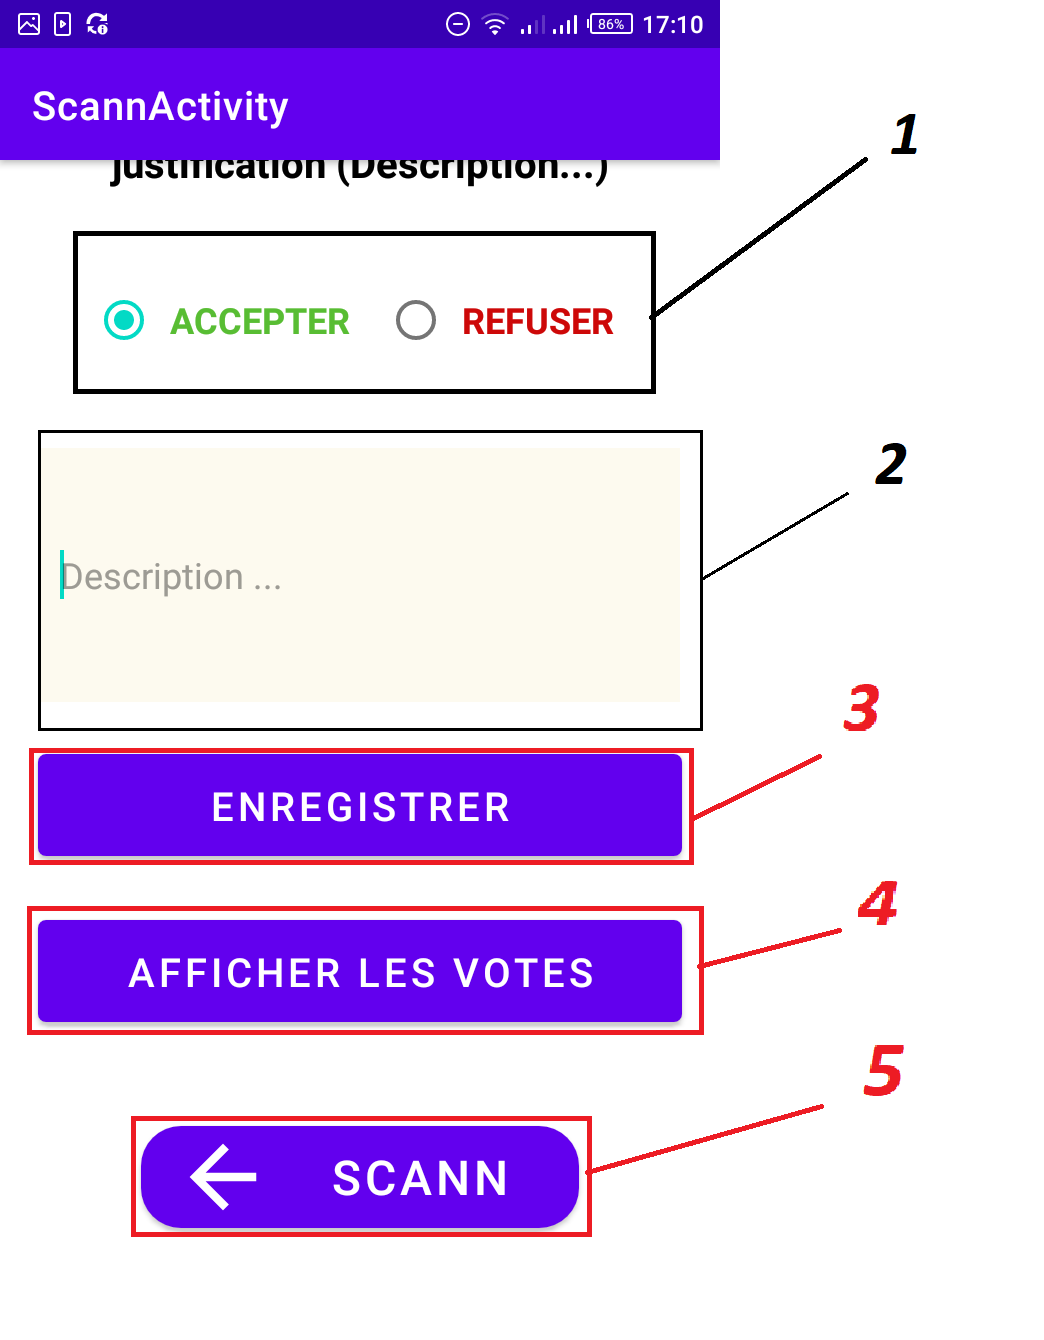 86% 17:10
ScannActivity
justification (Description...)
1
ACCEPTER REFUSER
2
Description ...
3
ENREGISTRER
4
AFFICHER LES VOTES
5
SCANN